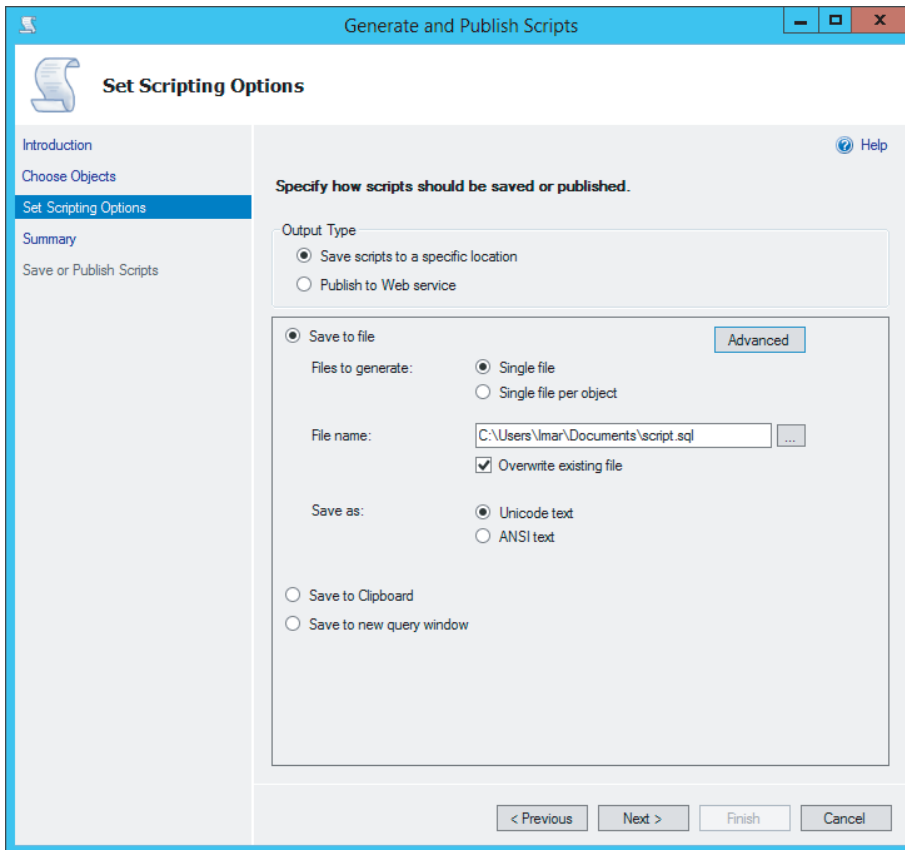 Generate and Publish Scripts
Set Scripting Options
Introduction
Choose Objects
Set Scripting Options
Summary
Save or Publish Scripts
Help
Specify how scripts should be saved or published.
Output Type
Save scripts to a specific location
Publish to Web service
Save to file
Advanced
Files to generate:
Single file
Single file per object
File name:
C:\Users\Imar\Documents\script.sql
...
Overwrite existing file
Save as:
Unicode text
ANSI text
Save to Clipboard
Save to new query window
< Previous
Next >
Finish
Cancel